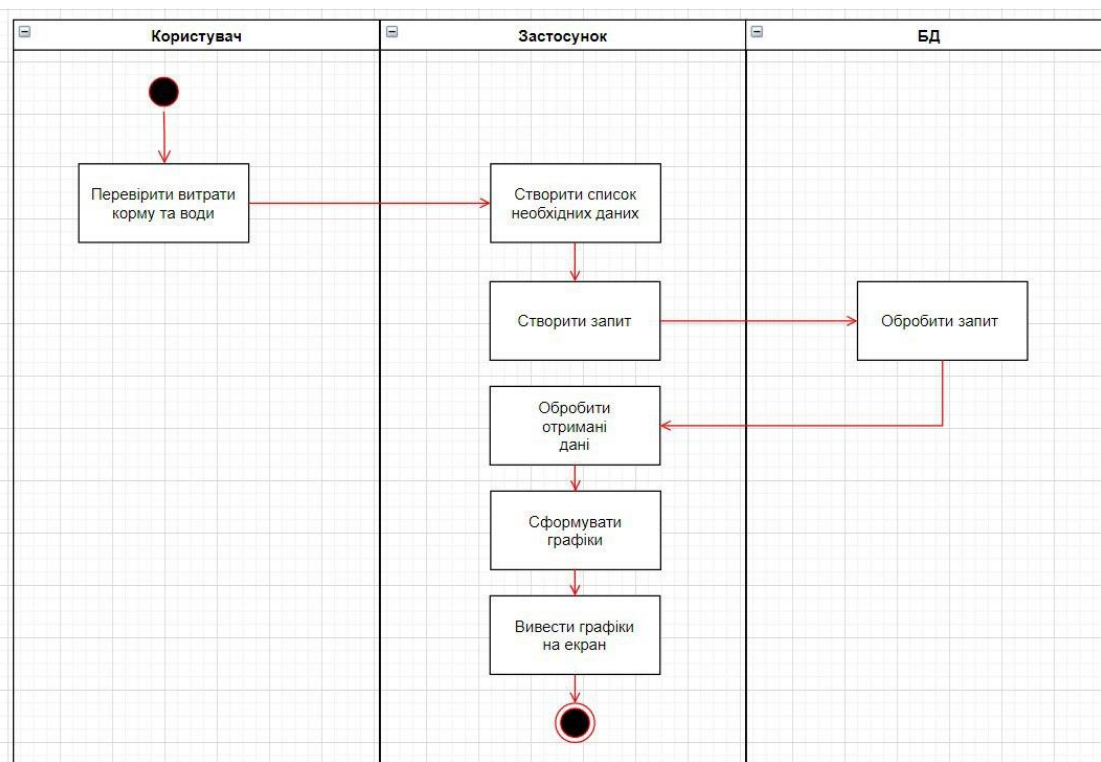 Користувач
Застосунок
БД
Перевірити витрати
корму та води
Створити список
необхідних даних
Створити запит
Обробити запит
Обробити
отримані
дані
Сформувати
графіки
Вивести графіки
на екран